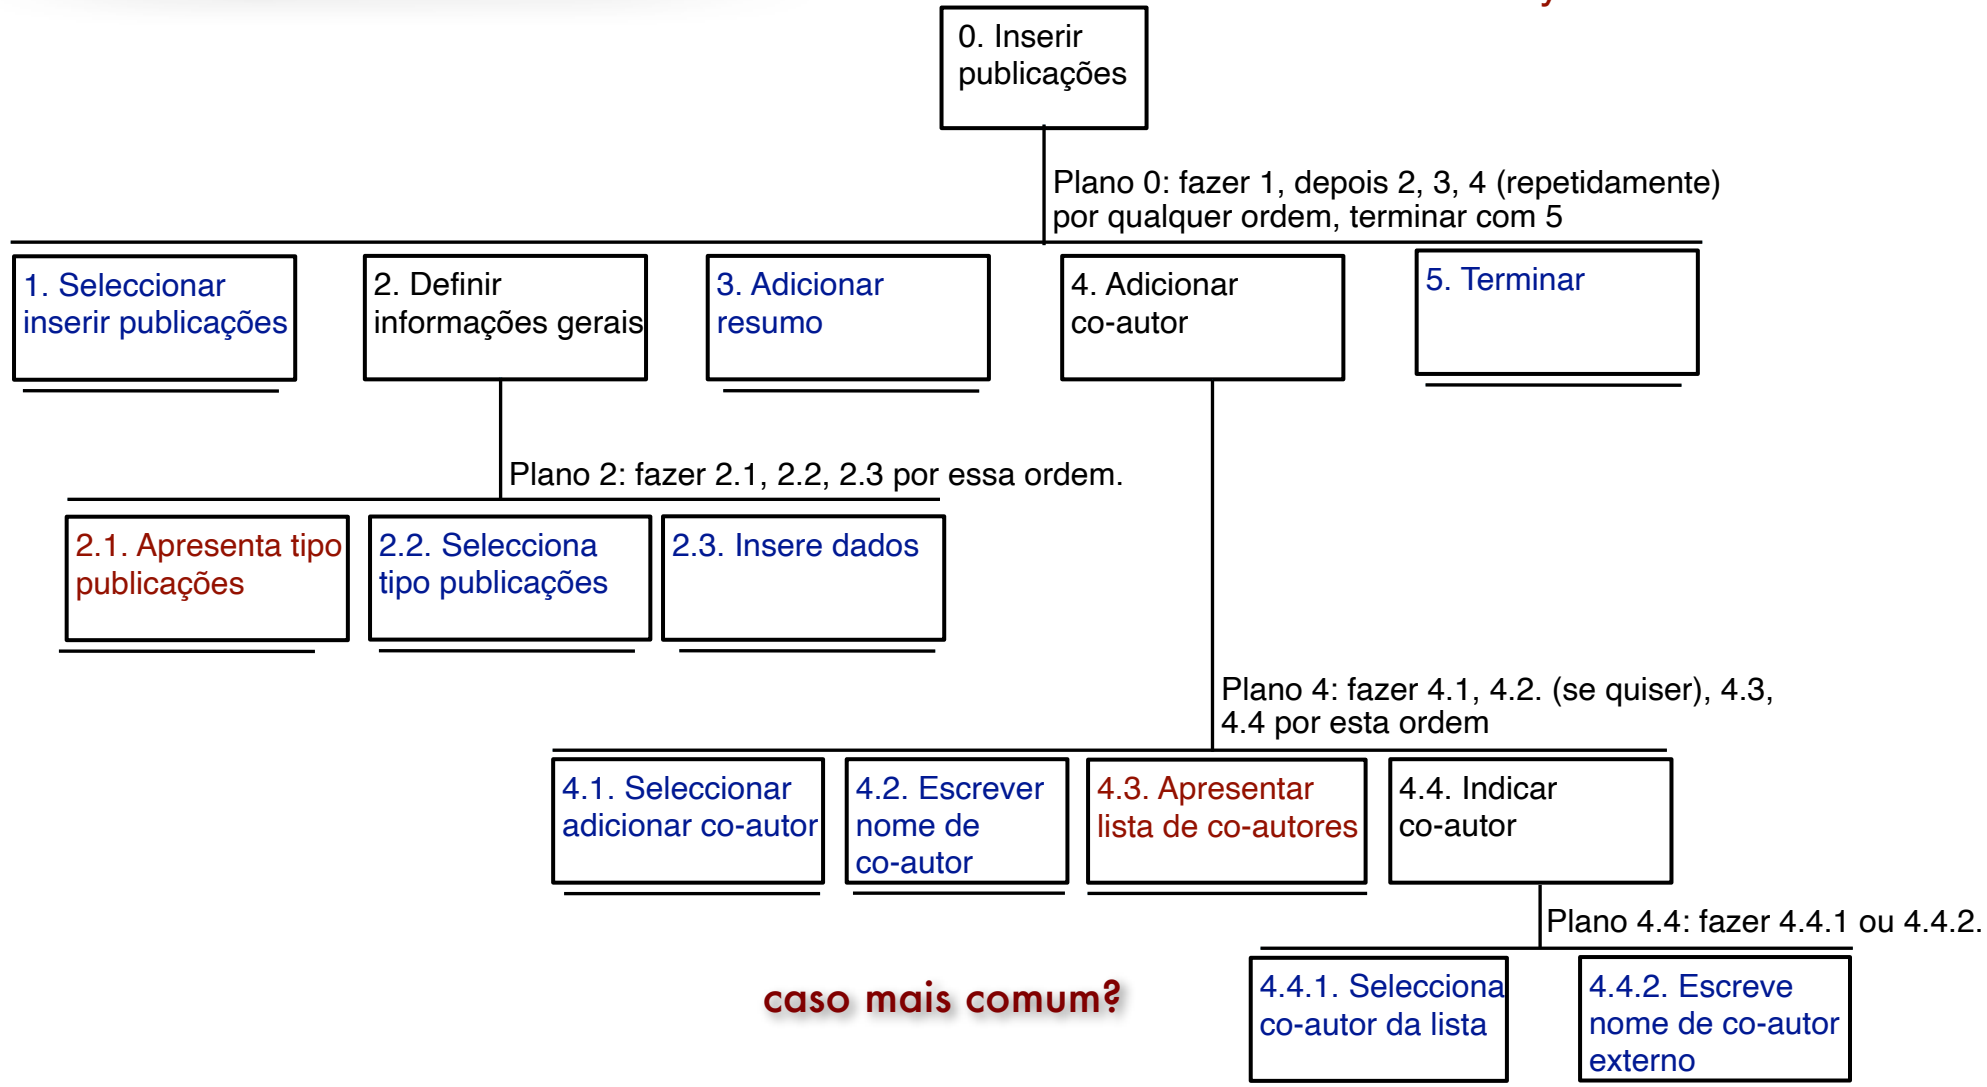 0. Inserir
publicações
Plano 0: fazer 1, depois 2, 3, 4 (repetidamente)
por qualquer ordem, terminar com 5
1. Seleccionar
inserir publicações
2. Definir
informações gerais
3. Adicionar
resumo
4. Adicionar
co-autor
5. Terminar
Plano 2: fazer 2.1, 2.2, 2.3 por essa ordem.
2.1. Apresenta tipo
publicações
2.2. Selecciona
tipo publicações
2.3. Insere dados
Plano 4: fazer 4.1, 4.2. (se quiser), 4.3,
4.4 por esta ordem
4.1. Seleccionar
adicionar co-autor
4.2. Escrever
nome de
co-autor
4.3. Apresentar
lista de co-autores
4.4. Indicar
co-autor
Plano 4.4: fazer 4.4.1 ou 4.4.2.
4.4.1. Selecciona
co-autor da lista
4.4.2. Escreve
nome de co-autor
externo
caso mais comum?